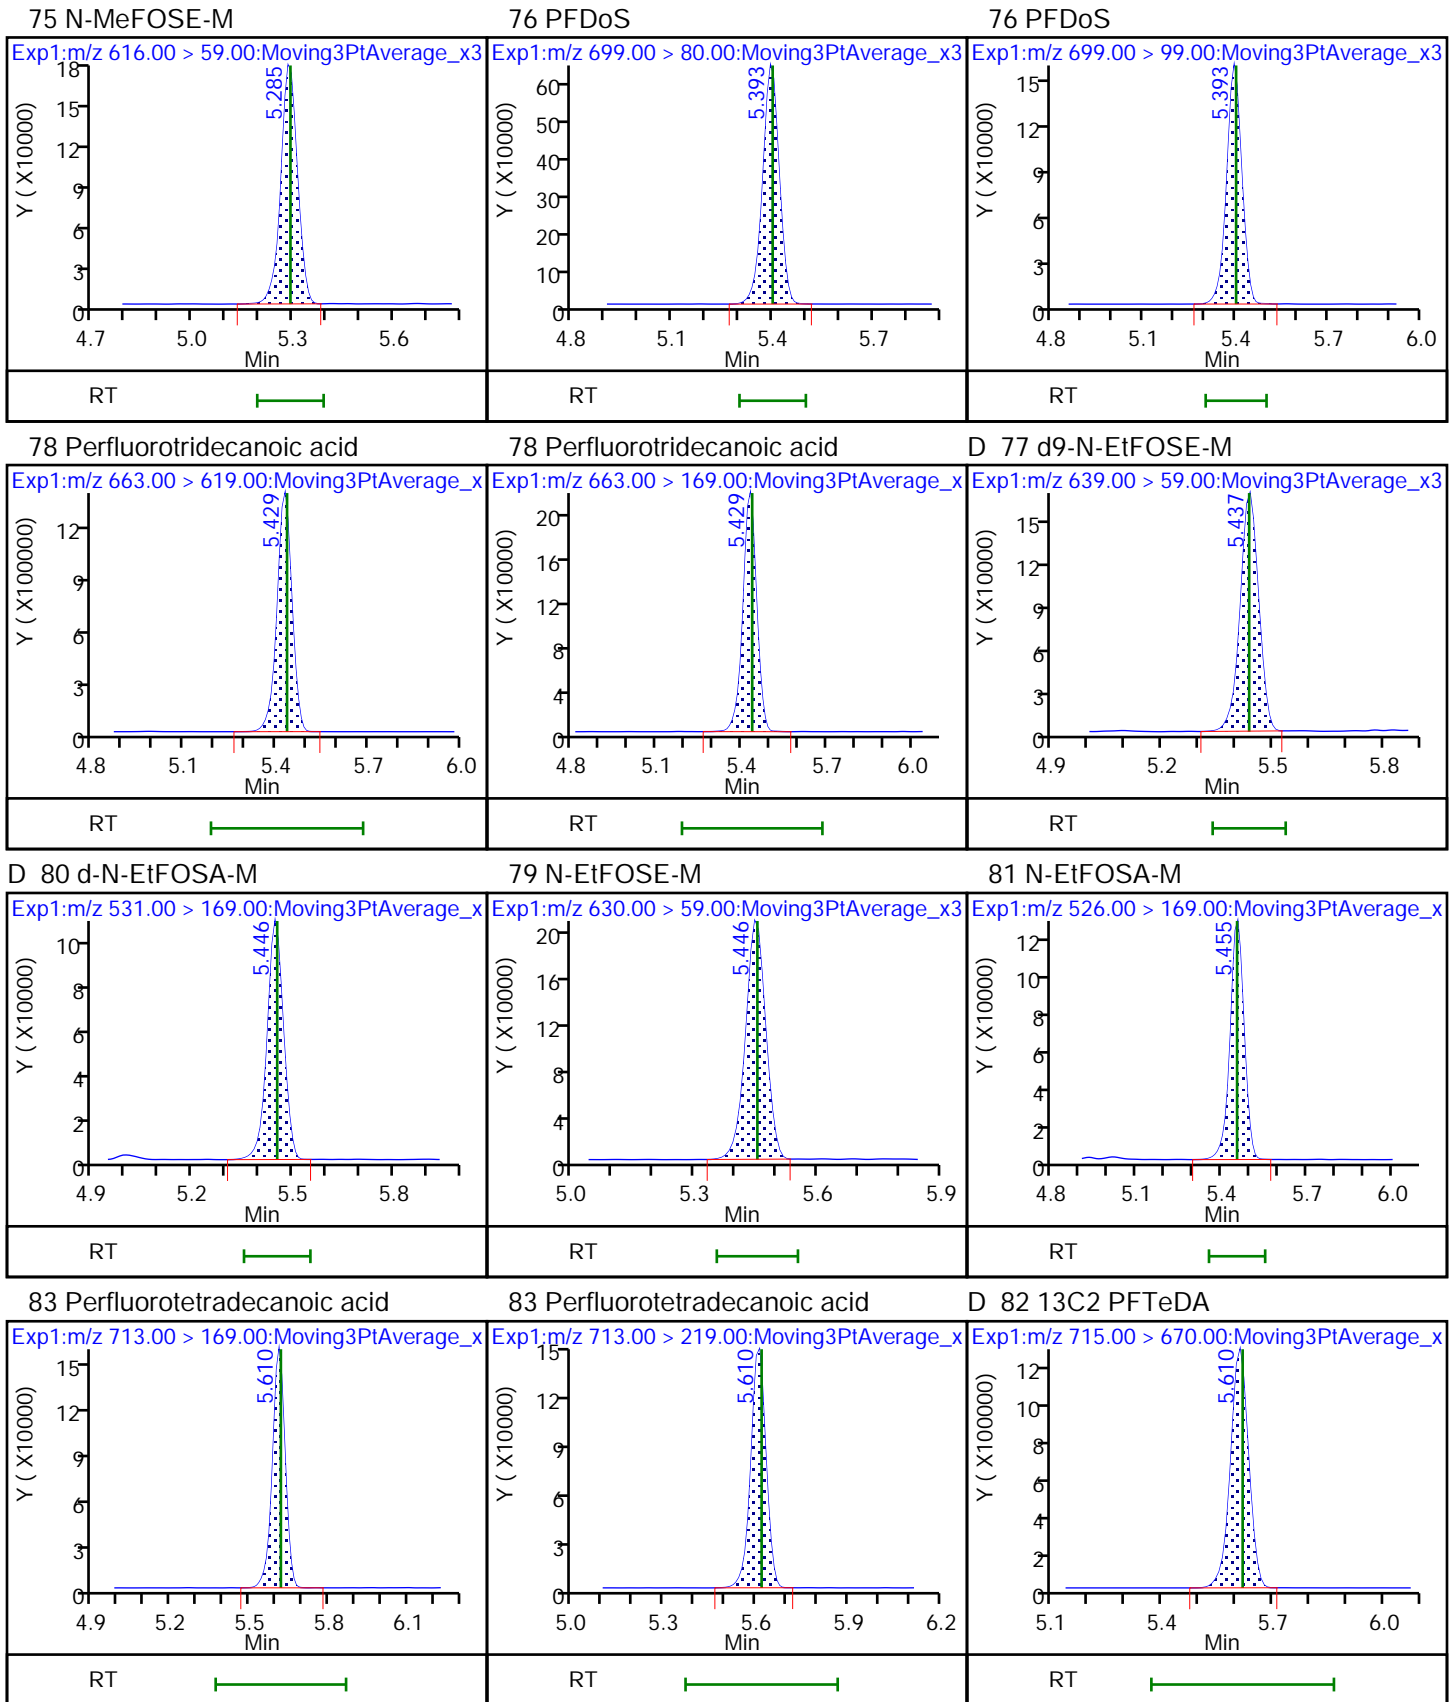 75 N-MeFOSE-M
Exp1:m/z 616.00 > 59.00:Moving3PtAverage_x3
Y ( X10000)
18
15
12
9
6
3
0
5.285
4.7 5.0 5.3 5.6
Min
RT
76 PFDoS
Exp1:m/z 699.00 > 80.00:Moving3PtAverage_x3
Y ( X10000)
60
50
40
30
20
10
0
5.393
4.8 5.1 5.4 5.7
Min
RT
76 PFDoS
Exp1:m/z 699.00 > 99.00:Moving3PtAverage_x3
Y ( X10000)
15
12
9
6
3
0
5.393
4.8 5.1 5.4 5.7 6.0
Min
RT
78 Perfluorotridecanoic acid
Exp1:m/z 663.00 > 619.00:Moving3PtAverage_x
Y ( X100000)
12
9
6
3
0
5.429
4.8 5.1 5.4 5.7 6.0
Min
RT
78 Perfluorotridecanoic acid
Exp1:m/z 663.00 > 169.00:Moving3PtAverage_x
Y ( X10000)
20
16
12
8
4
0
5.429
4.8 5.1 5.4 5.7 6.0
Min
RT
D 77 d9-N-EtFOSE-M
Exp1:m/z 639.00 > 59.00:Moving3PtAverage_x3
Y ( X10000)
15
12
9
6
3
0
5.437
4.9 5.2 5.5 5.8
Min
RT
D 80 d-N-EtFOSA-M
Exp1:m/z 531.00 > 169.00:Moving3PtAverage_x
Y ( X10000)
10
8
6
4
2
0
5.446
4.9 5.2 5.5 5.8
Min
RT
79 N-EtFOSE-M
Exp1:m/z 630.00 > 59.00:Moving3PtAverage_x3
Y ( X10000)
20
16
12
8
4
0
5.446
5.0 5.3 5.6 5.9
Min
RT
81 N-EtFOSA-M
Exp1:m/z 526.00 > 169.00:Moving3PtAverage_x
Y ( X10000)
12
10
8
6
4
2
0
5.455
4.8 5.1 5.4 5.7 6.0
Min
RT
83 Perfluorotetradecanoic acid
Exp1:m/z 713.00 > 169.00:Moving3PtAverage_x
Y ( X10000)
15
12
9
6
3
0
5.610
4.9 5.2 5.5 5.8 6.1
Min
RT
83 Perfluorotetradecanoic acid
Exp1:m/z 713.00 > 219.00:Moving3PtAverage_x
Y ( X10000)
15
12
9
6
3
0
5.610
5.0 5.3 5.6 5.9 6.2
Min
RT
D 82 13C2 PFTeDA
Exp1:m/z 715.00 > 670.00:Moving3PtAverage_x
Y ( X100000)
12
10
8
6
4
2
0
5.610
5.1 5.4 5.7 6.0
Min
RT